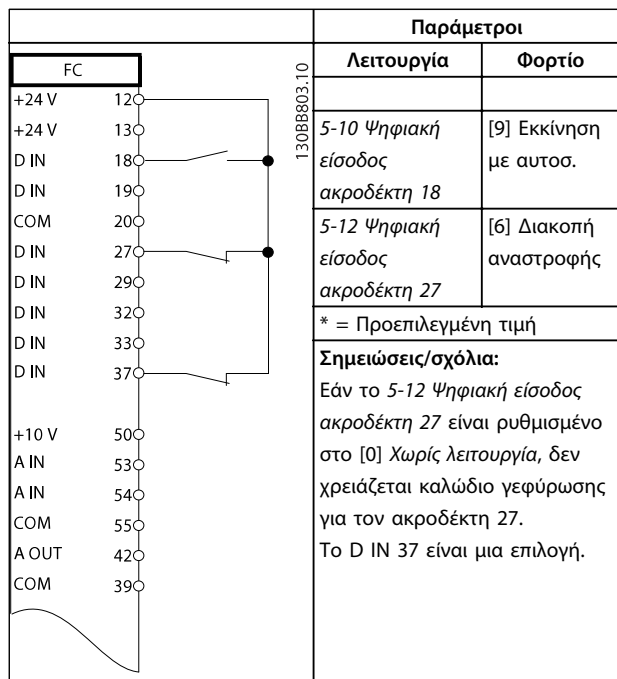 FC
+24 V 12
+24 V 13
D IN 18
D IN 19
COM 20
D IN 27
D IN 29
D IN 32
D IN 33
D IN 37
+10 V 50
A IN 53
A IN 54
COM 55
A OUT 42
COM 39
130BB803.10
Παράμετροι
Λειτουργία Φορτίο
5-10 Ψηφιακή [9] Εκκίνηση
είσοδος με αυτοσ.
ακροδέκτη 18
5-12 Ψηφιακή [6] Διακοπή
είσοδος αναστροφής
ακροδέκτη 27
* = Προεπιλεγμένη τιμή
Σημειώσεις/σχόλια:
Εάν το 5-12 Ψηφιακή είσοδος
ακροδέκτη 27 είναι ρυθμισμένο
στο [0] Χωρίς λειτουργία, δεν
χρειάζεται καλώδιο γεφύρωσης
για τον ακροδέκτη 27.
Το D IN 37 είναι μια επιλογή.